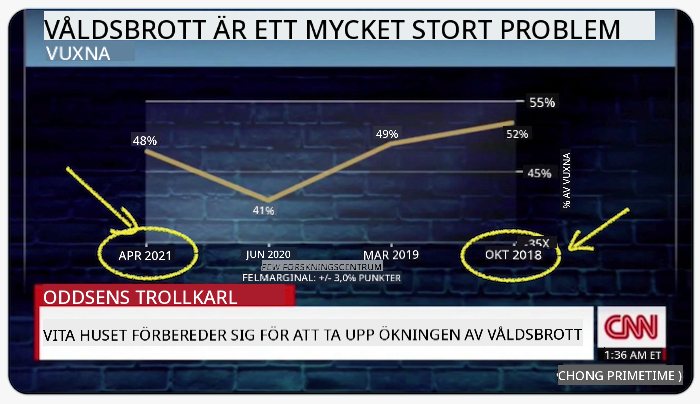 VÅLDSBROTT ÄR ETT MYCKET STORT PROBLEM
VUXNA
55%
48%
49%
52%
45%
% AV VUXNA
41%
35X
APR 2021
JUN 2020
MAR 2019
OKT 2018
FORSKNINGSCENTRUM
FELMARGINAL: +/- 3,0% PUNKTER
ODDSENS TROLLKARL
VITA HUSET FÖRBEREDER SIG FÖR ATT TA UPP ÖKNINGEN AV VÅLDSBROTT
CNN
1:36 AM ET
CHONG PRIMETIME )